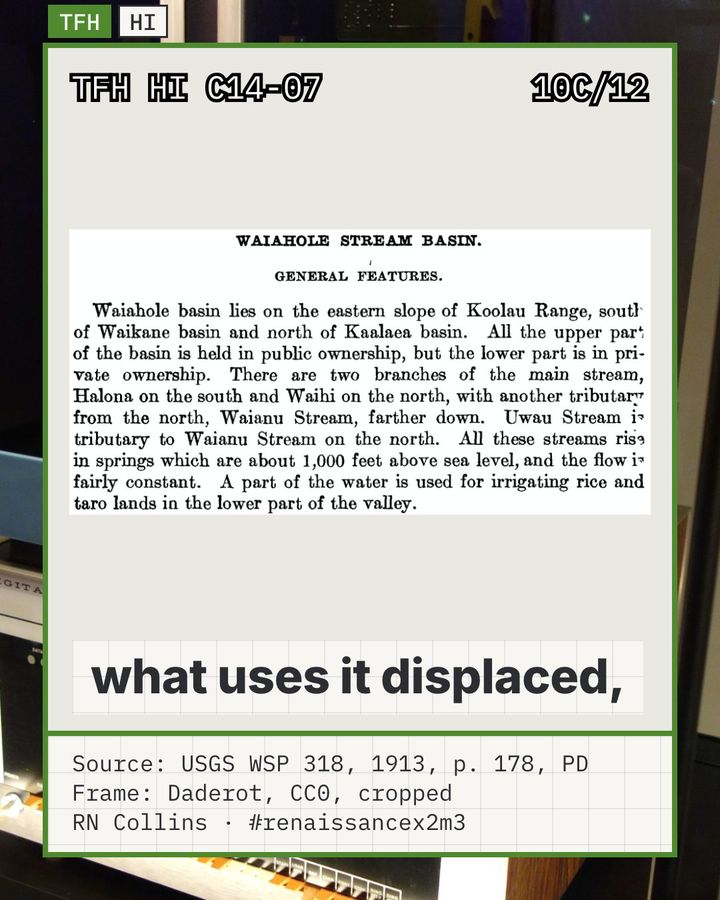 TFH HI
TFH HI C14-07 10C/12
WAIAHOLE STREAM BASIN.
GENERAL FEATURES.
Waiahole basin lies on the eastern slope of Koolau Range, south
of Waikane basin and north of Kaalaea basin. All the upper part
of the basin is held in public ownership, but the lower part is in pri-
vate ownership. There are two branches of the main stream,
Halona on the south and Waihi on the north, with another tributary
from the north, Waianu Stream, farther down. Uwau Stream is
tributary to Waianu Stream on the north. All these streams rise
in springs which are about 1,000 feet above sea level, and the flow is
fairly constant. A part of the water is used for irrigating rice and
taro lands in the lower part of the valley.
what uses it displaced,
Source: USGS WSP 318, 1913, p. 178, PD
Frame: Daderot, CC0, cropped
RN Collins · #renaissancex2m3